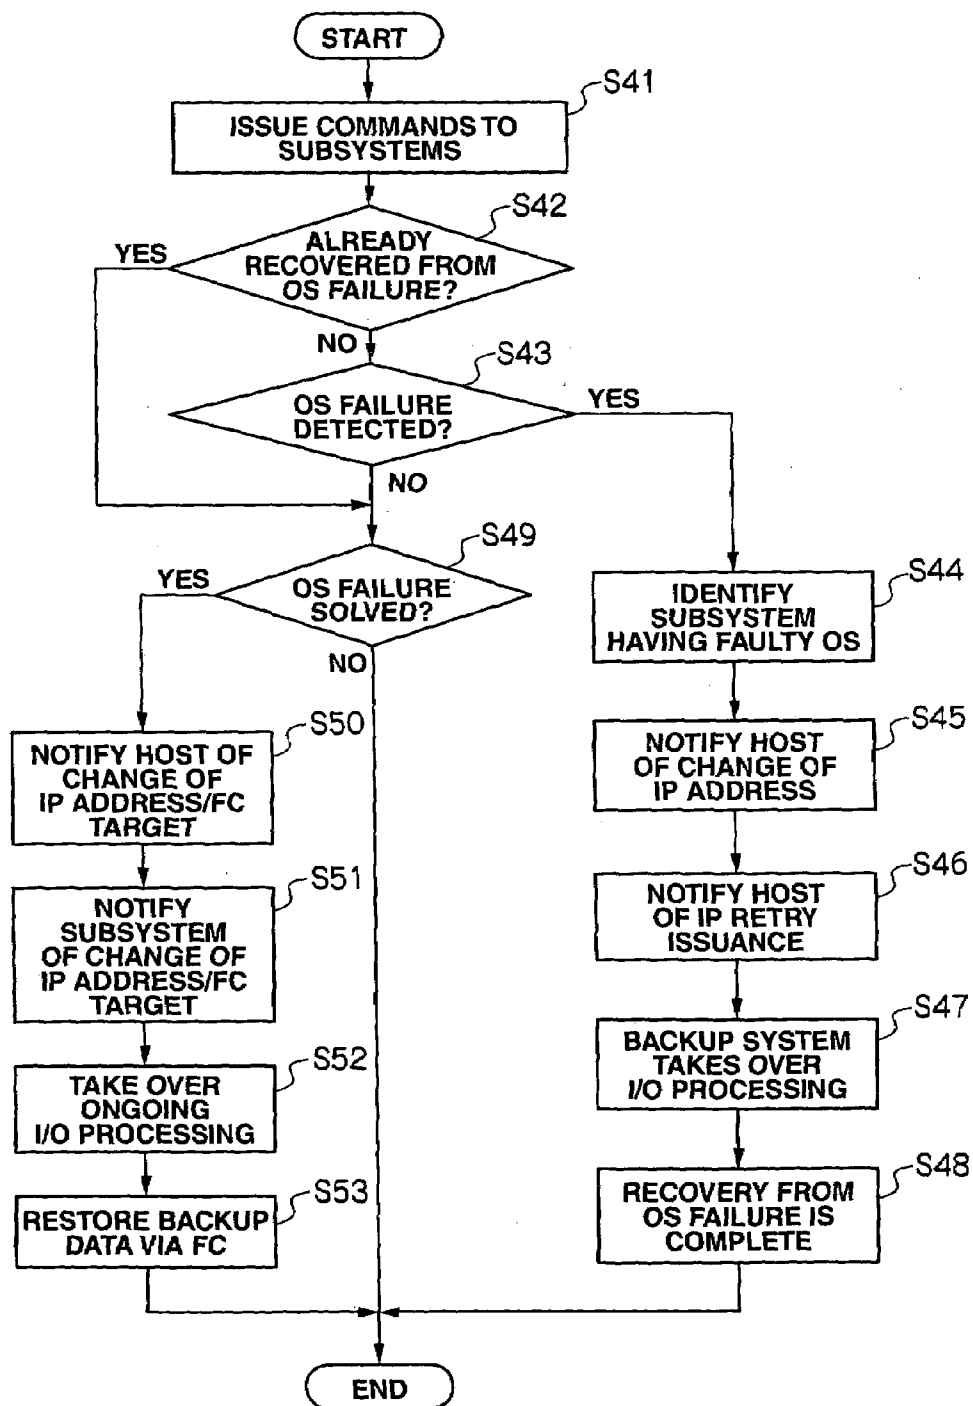 START
S41
ISSUE COMMANDS TO
SUBSYSTEMS
S42
YES
ALREADY
RECOVERED FROM
OS FAILURE?
NO
S43
OS FAILURE
DETECTED?
YES
NO
S49
YES
OS FAILURE
SOLVED?
NO
S44
IDENTIFY
SUBSYSTEM
HAVING FAULTY OS
S50
NOTIFY HOST OF
CHANGE OF
IP ADDRESS/FC
TARGET
S45
NOTIFY HOST
OF CHANGE OF
IP ADDRESS
S51
NOTIFY
SUBSYSTEM
OF CHANGE OF
IP ADDRESS/FC
TARGET
S46
NOTIFY HOST
OF IP RETRY
ISSUANCE
S52
TAKE OVER
ONGOING
I/O PROCESSING
S47
BACKUP SYSTEM
TAKES OVER
I/O PROCESSING
S53
RESTORE BACKUP
DATA VIA FC
S48
RECOVERY FROM
OS FAILURE IS
COMPLETE
END